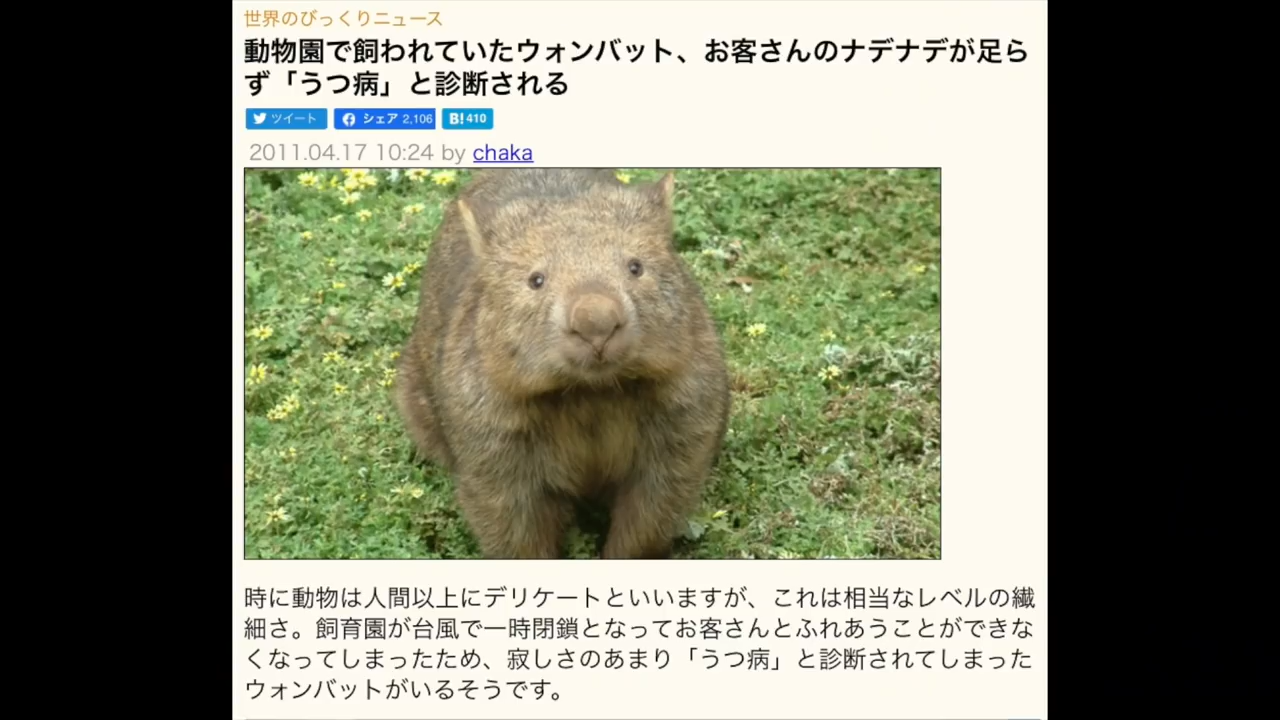 世界のびっくりニュース
動物園で飼われていたウォンバット、お客さんのナデナデが足ら
ず「うつ病」と診断される
ツイート シェア 2,106 B!410
2011.04.17 10:24 by chaka
時に動物は人間以上にデリケートといいますが、これは相当なレベルの繊
細さ。飼育園が台風で一時閉鎖となってお客さんとふれあうことができな
くなってしまったため、寂しさのあまり「うつ病」と診断されてしまった
ウォンバットがいるそうです。